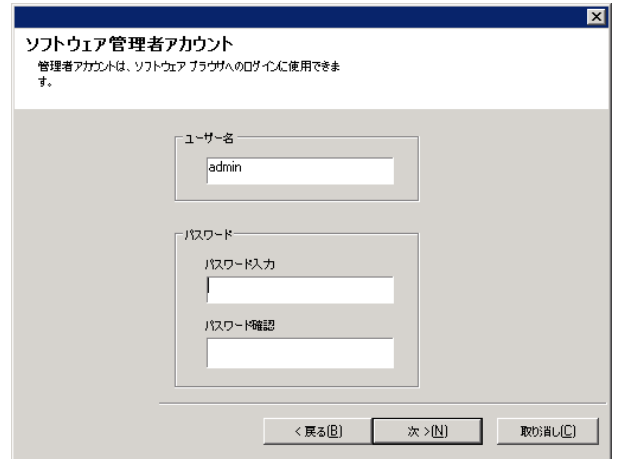 ソフトウェア管理者アカウント
管理者アカウントは、ソフトウェア ブラウザへのログインに使用できま
す。
ユーザー名
admin
パスワード
パスワード入力
パスワード確認
< 戻る(B)
次 >(N)
取り消し(C)